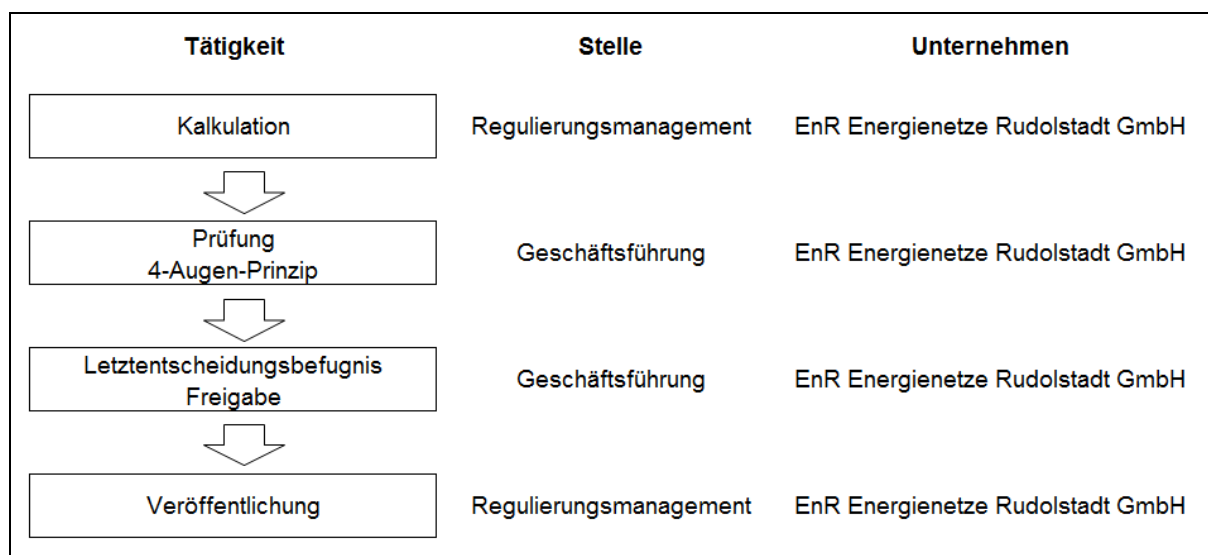 Tätigkeit Stelle Unternehmen
Kalkulation Regulierungsmanagement EnR Energienetze Rudolstadt GmbH
Prüfung
4-Augen-Prinzip Geschäftsführung EnR Energienetze Rudolstadt GmbH
Letztentscheidungsbefugnis
Freigabe Geschäftsführung EnR Energienetze Rudolstadt GmbH
Veröffentlichung Regulierungsmanagement EnR Energienetze Rudolstadt GmbH